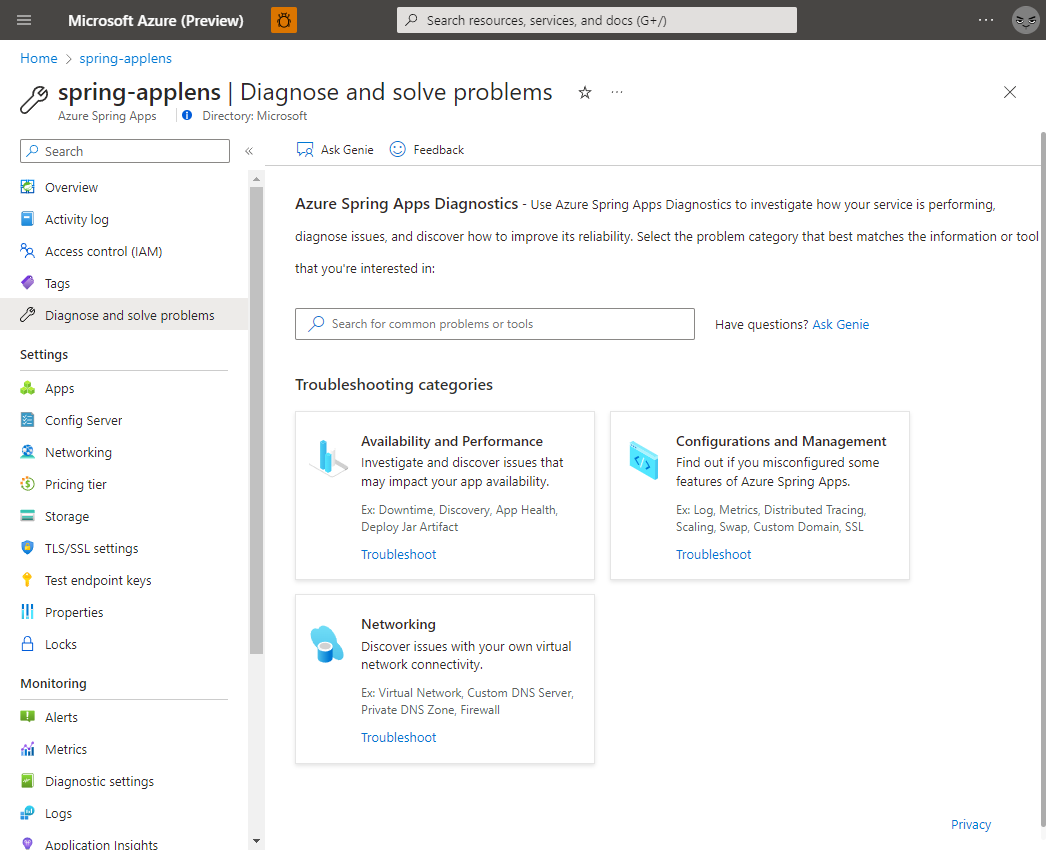 Microsoft Azure (Preview)
Search resources, services, and docs (G+/)
Home > spring-applens
spring-applens | Diagnose and solve problems
Azure Spring Apps
Directory: Microsoft
Search
Overview
Activity log
Access control (IAM)
Tags
Diagnose and solve problems
Settings
Apps
Config Server
Networking
Pricing tier
Storage
TLS/SSL settings
Test endpoint keys
Properties
Locks
Monitoring
Alerts
Metrics
Diagnostic settings
Logs
Application Insights
Ask Genie
Feedback
Azure Spring Apps Diagnostics - Use Azure Spring Apps Diagnostics to investigate how your service is performing,
diagnose issues, and discover how to improve its reliability. Select the problem category that best matches the information or tool
that you're interested in:
Search for common problems or tools
Have questions? Ask Genie
Troubleshooting categories
Availability and Performance
Investigate and discover issues that
may impact your app availability.
Ex: Downtime, Discovery, App Health,
Deploy Jar Artifact
Troubleshoot
Configurations and Management
Find out if you misconfigured some
features of Azure Spring Apps.
Ex: Log, Metrics, Distributed Tracing,
Scaling, Swap, Custom Domain, SSL
Troubleshoot
Networking
Discover issues with your own virtual
network connectivity.
Ex: Virtual Network, Custom DNS Server,
Private DNS Zone, Firewall
Troubleshoot
Privacy